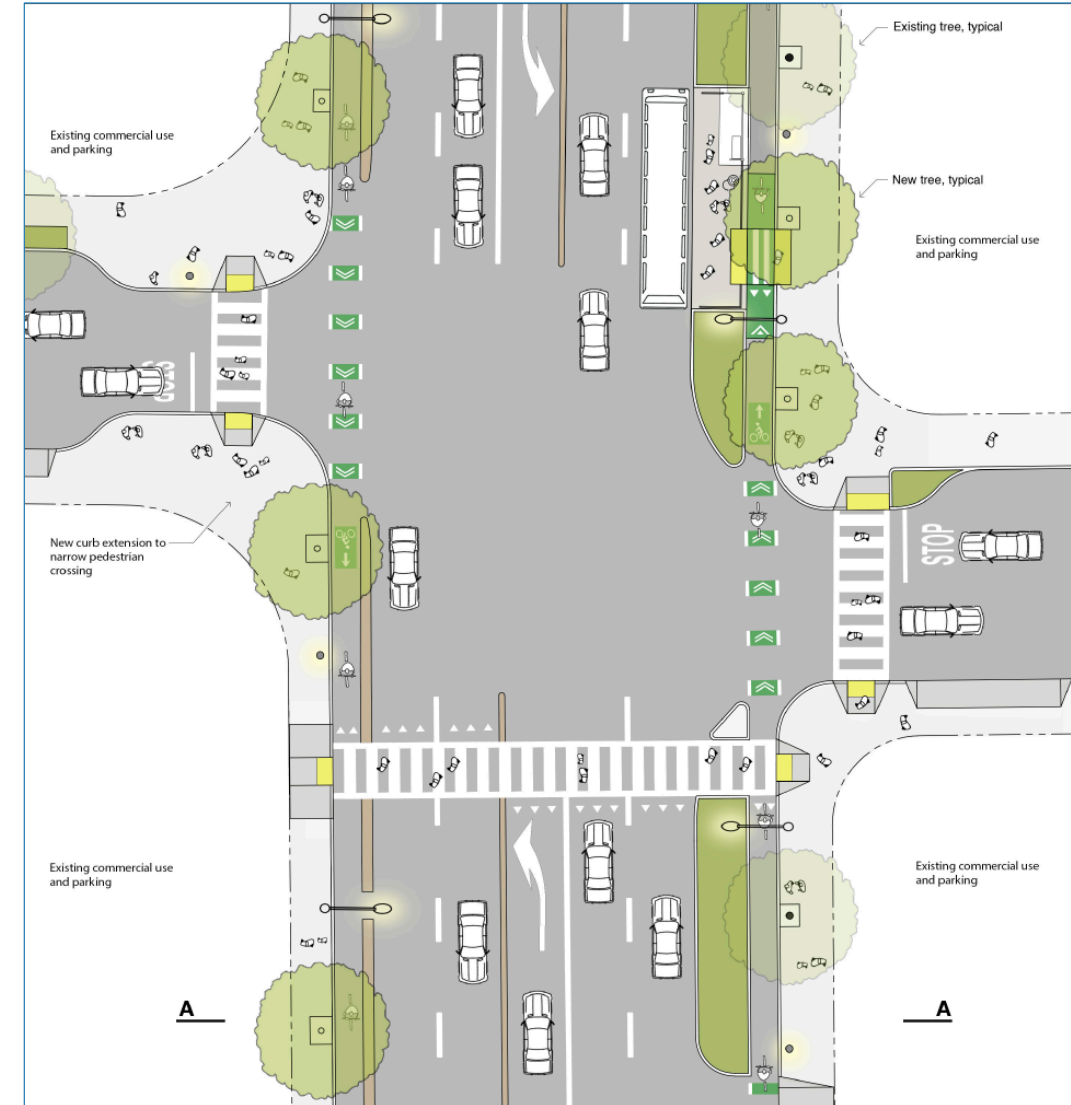 Existing tree, typical
Existing commercial use
and parking
New tree, typical
Existing commercial use
and parking
STOP
New curb extension to
narrow pedestrian
crossing
STOP
Existing commercial use
and parking
Existing commercial use
and parking
A
A